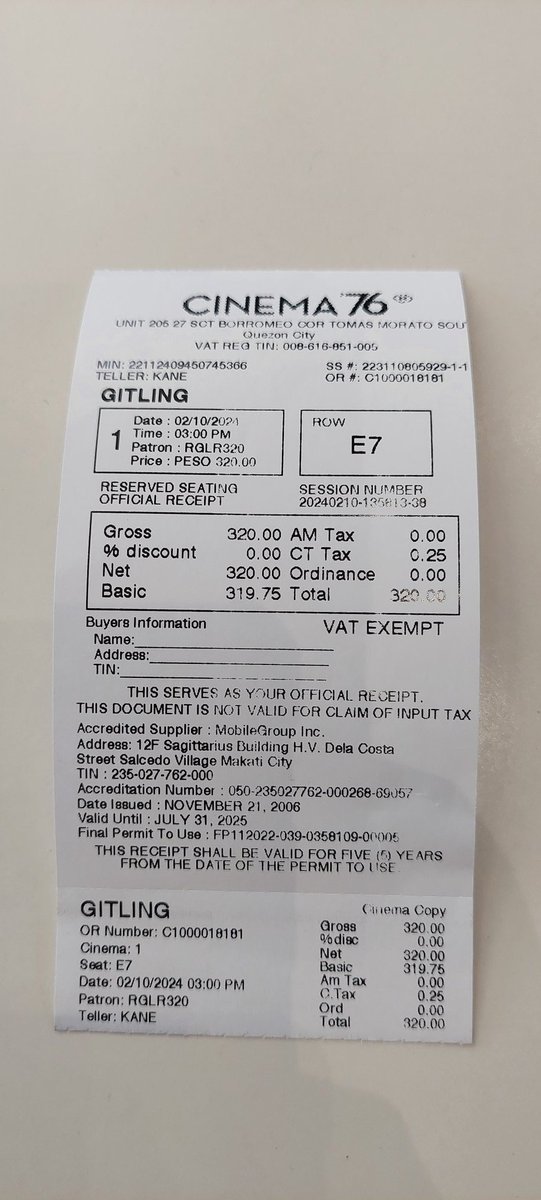 CINEMA '76
UNIT 205 27 SCT BORROMEO COR TOMAS MORATO SOU
Quezon City
VAT REG TIN: 008-616-851-005
MIN: 22112409450745366 SS #: 223110805929-1-1
TELLER: KANE OR #: C1000018181
GITLING
1
Date : 02/10/2024
Time : 03:00 PM
Patron : RGLR320
Price : PESO 320.00
ROW
E7
RESERVED SEATING SESSION NUMBER
OFFICIAL RECEIPT 20240210-135813-38
Gross 320.00 AM Tax 0.00
% discount 0.00 CT Tax 0.25
Net 320.00 Ordinance 0.00
Basic 319.75 Total 320.00
Buyers Information VAT EXEMPT
Name:
Address:
TIN:
THIS SERVES AS YOUR OFFICIAL RECEIPT.
THIS DOCUMENT IS NOT VALID FOR CLAIM OF INPUT TAX
Accredited Supplier : MobileGroup Inc.
Address: 12F Sagittarius Building H.V. Dela Costa
Street Salcedo Village Makati City
TIN : 235-027-762-000
Accreditation Number : 050-235027762-000268-69057
Date Issued : NOVEMBER 21, 2006
Valid Until : JULY 31, 2025
Final Permit To Use : FP112022-039-0358109-00005
THIS RECEIPT SHALL BE VALID FOR FIVE (5) YEARS
FROM THE DATE OF THE PERMIT TO USE
GITLING Cinema Copy
OR Number: C1000018181 Gross 320.00
Cinema: 1 %disc 0.00
Seat: E7 Net 320.00
Date: 02/10/2024 03:00 PM Basic 319.75
Patron: RGLR320 Am Tax 0.00
Teller: KANE C.Tax 0.25
Ord 0.00
Total 320.00